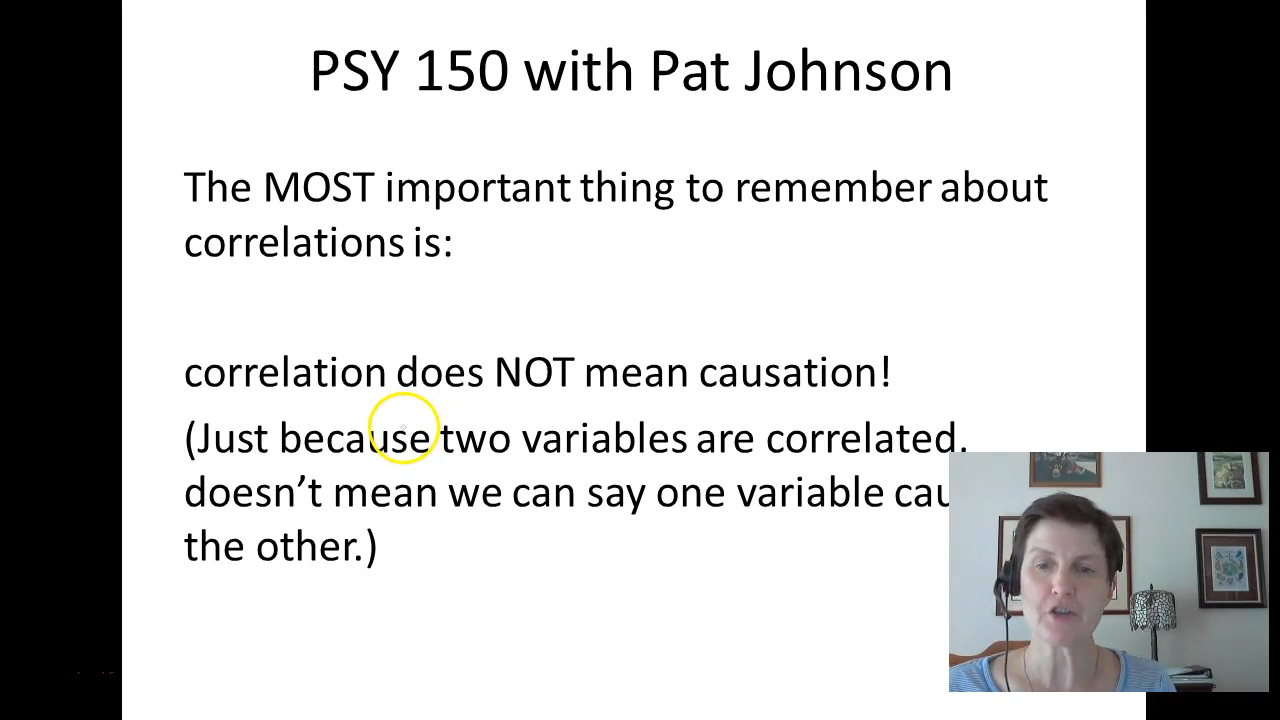 PSY 150 with Pat Johnson
The MOST important thing to remember about
correlations is:
correlation does NOT mean causation!
(Just because two variables are correlated,
doesn't mean we can say one variable
the other.)